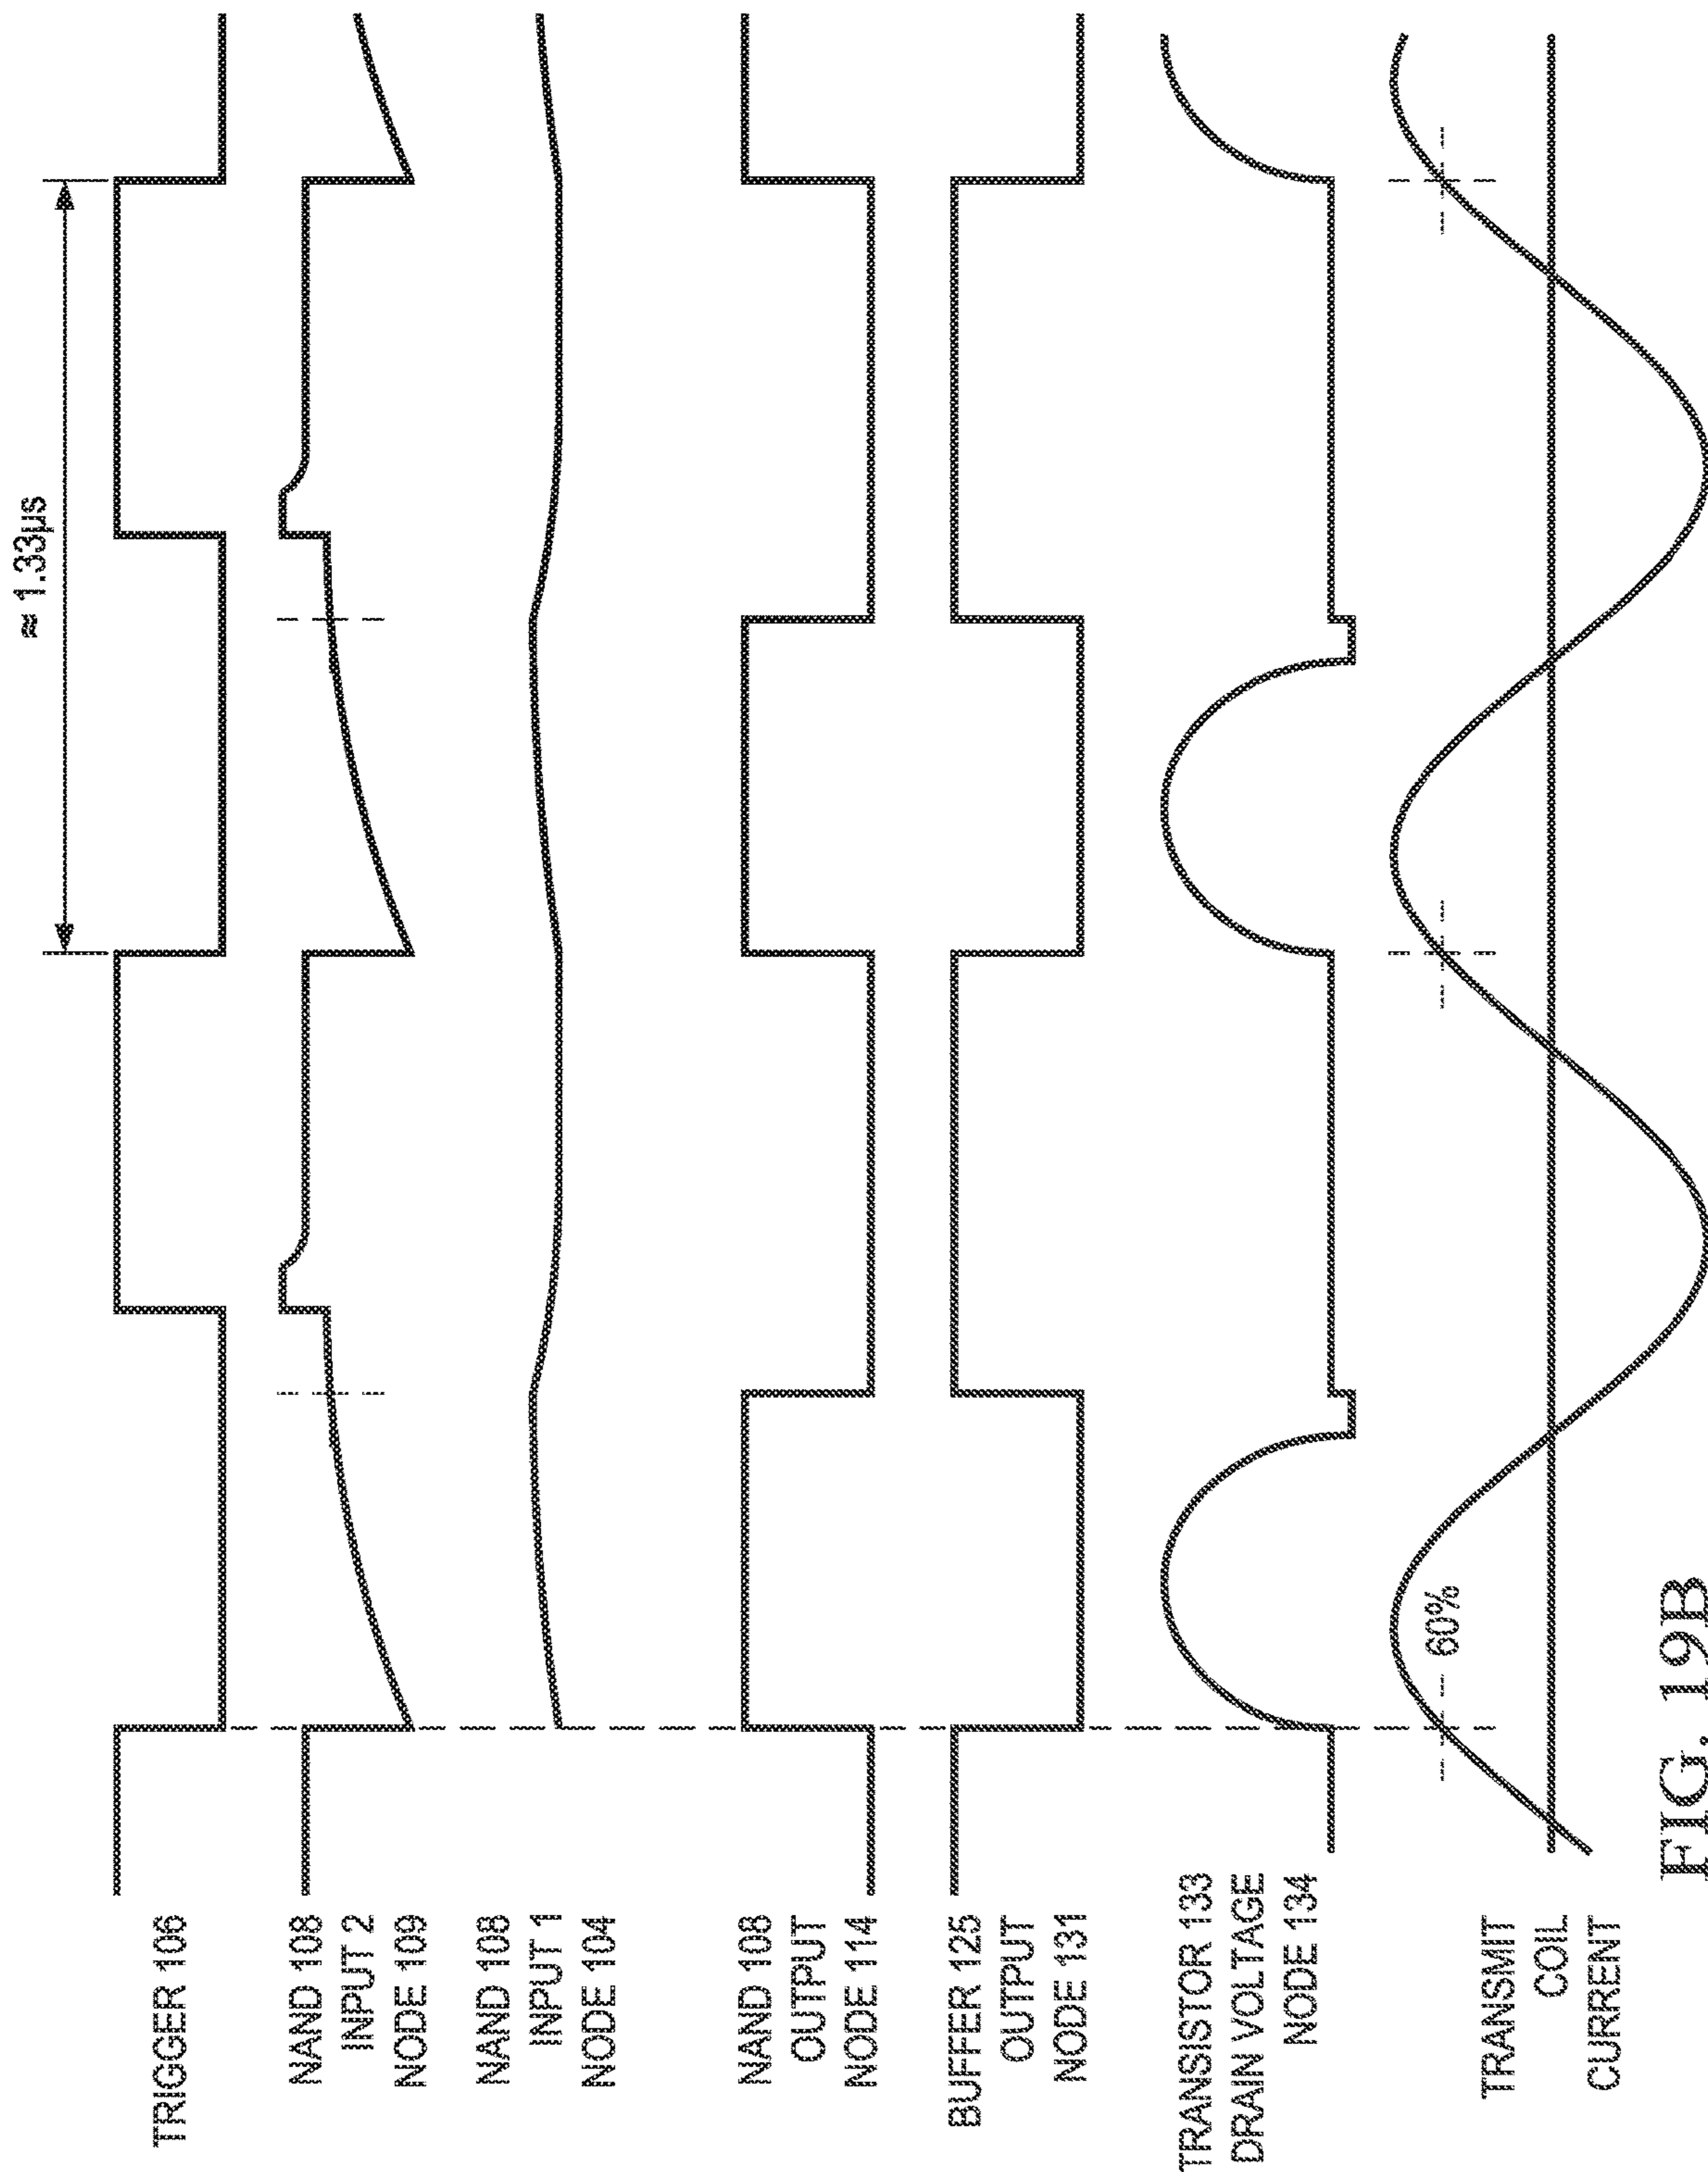 ≈ 1.33μs
TRIGGER 106
NAND 108
INPUT 2
NODE 109
NAND 108
INPUT 1
NODE 104
NAND 108
OUTPUT
NODE 114
BUFFER 125
OUTPUT
NODE 131
TRANSISTOR 133
DRAIN VOLTAGE
NODE 134
60%
TRANSMIT
COIL
CURRENT
FIG. 19B